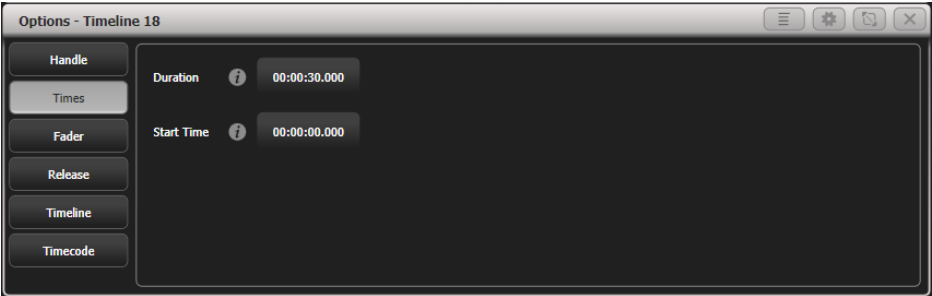 Options - Timeline 18
Handle
Times
Fader
Release
Timeline
Timecode
Duration i 00:00:30.000
Start Time i 00:00:00.000